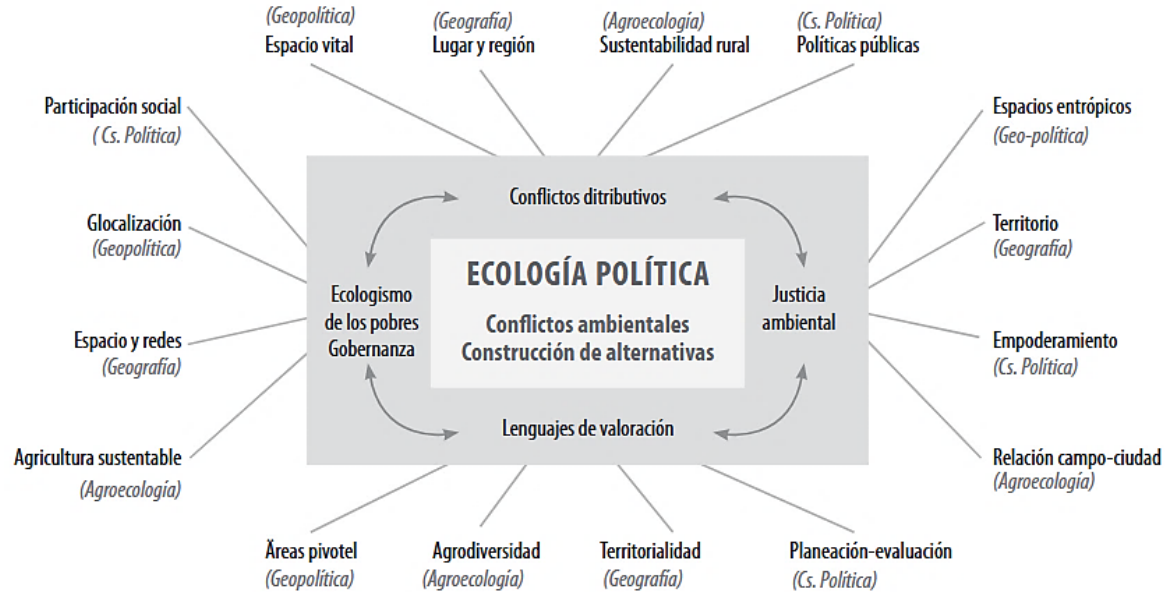 (Geopolítica)
Espacio vital
(Geografía)
Lugar y región
(Agroecología)
Sustentabilidad rural
(Cs. Política)
Políticas públicas
Participación social
( Cs. Política)
Glocalización
(Geopolítica)
Espacio y redes
(Geografía)
Agricultura sustentable
(Agroecología)
Conflictos ditributivos
Ecologismo
de los pobres
Gobernanza
ECOLOGÍA POLÍTICA
Conflictos ambientales
Construcción de alternativas
Justicia
ambiental
Lenguajes de valoración
Espacios entrópicos
(Geo-política)
Territorio
(Geografía)
Empoderamiento
(Cs. Política)
Relación campo-ciudad
(Agroecología)
Äreas pivotel
(Geopolítica)
Agrodiversidad
(Agroecología)
Territorialidad
(Geografía)
Planeación-evaluación
(Cs. Política)